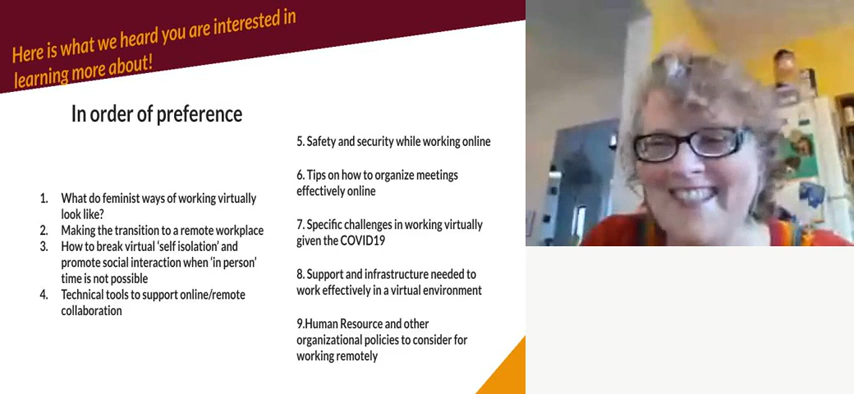 Here is what we heard you are interested in
learning more about!
In order of preference
1. What do feminist ways of working virtually
look like?
2. Making the transition to a remote workplace
3. How to break virtual ‘self isolation’ and
promote social interaction when ‘in person’
time is not possible
4. Technical tools to support online/remote
collaboration
5. Safety and security while working online
6. Tips on how to organize meetings
effectively online
7. Specific challenges in working virtually
given the COVID19
8. Support and infrastructure needed to
work effectively in a virtual environment
9.Human Resource and other
organizational policies to consider for
working remotely